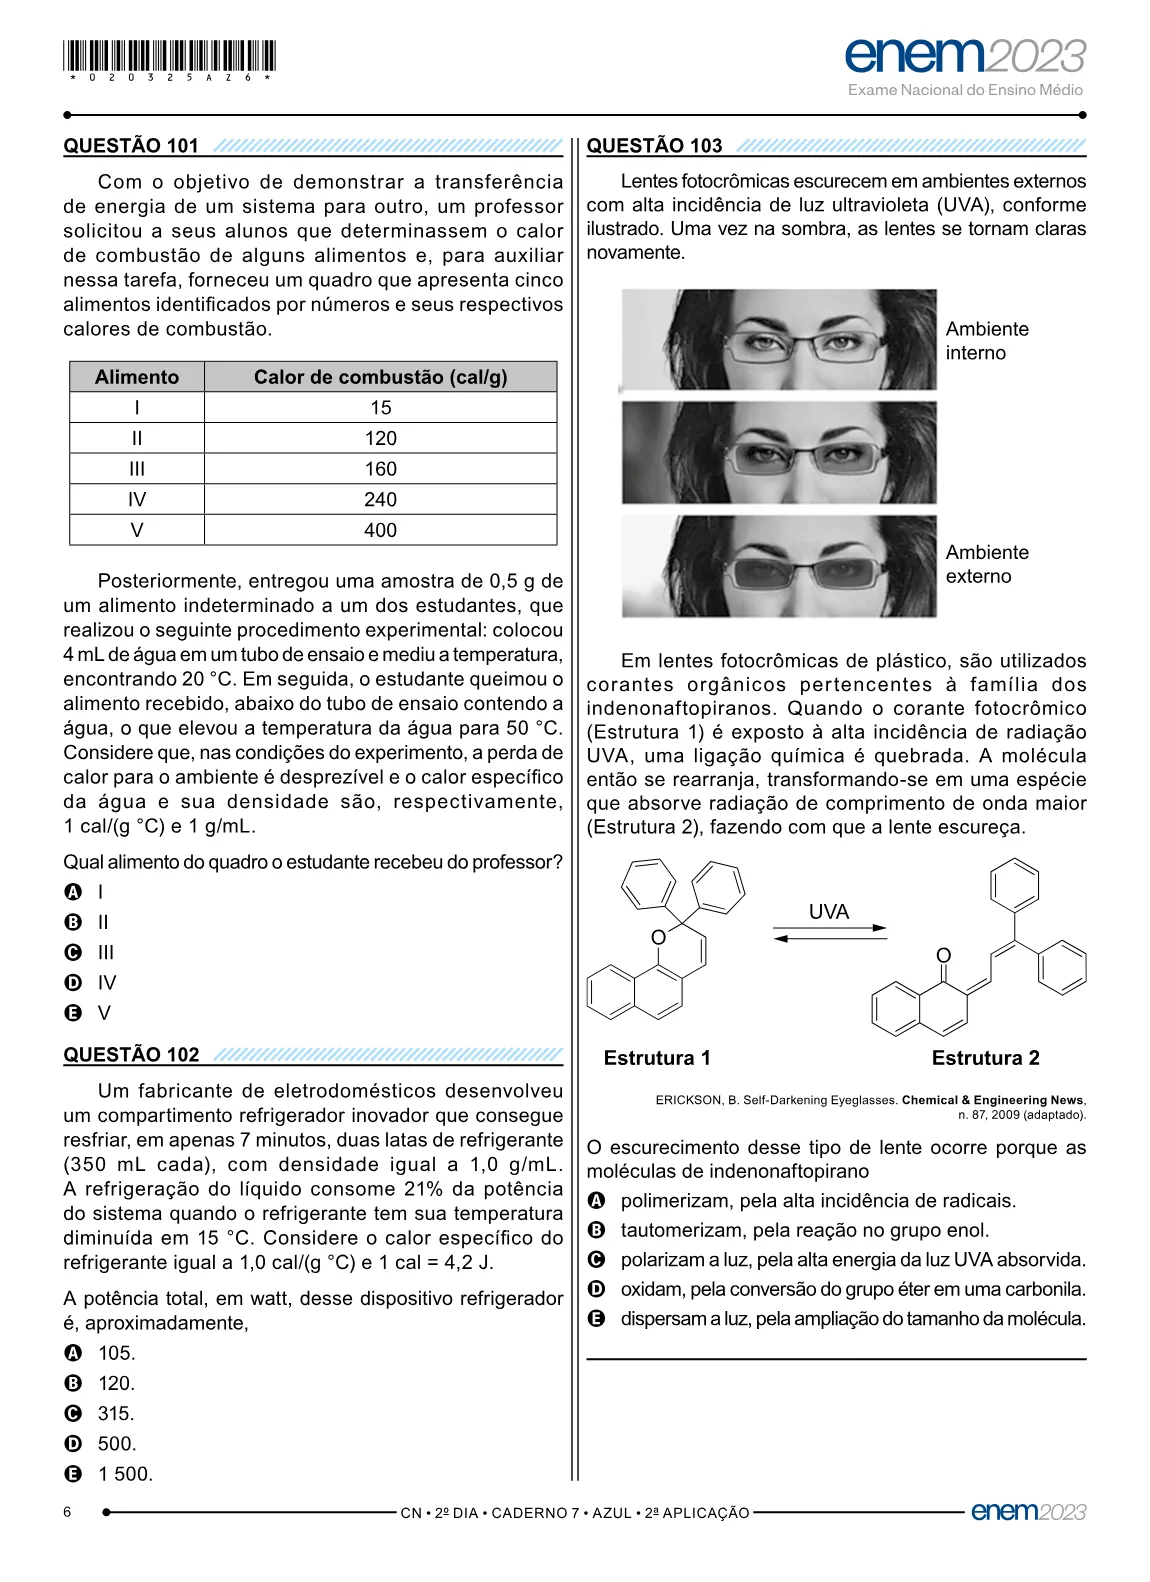 *020325AZ6*
enem2023
Exame Nacional do Ensino Médio
QUESTÃO 101
Com o objetivo de demonstrar a transferência
de energia de um sistema para outro, um professor
solicitou a seus alunos que determinassem o calor
de combustão de alguns alimentos e, para auxiliar
nessa tarefa, forneceu um quadro que apresenta cinco
alimentos identificados por números e seus respectivos
calores de combustão.
Alimento Calor de combustão (cal/g)
I 15
II 120
III 160
IV 240
V 400
Posteriormente, entregou uma amostra de 0,5 g de
um alimento indeterminado a um dos estudantes, que
realizou o seguinte procedimento experimental: colocou
4 mL de água em um tubo de ensaio e mediu a temperatura,
encontrando 20 °C. Em seguida, o estudante queimou o
alimento recebido, abaixo do tubo de ensaio contendo a
água, o que elevou a temperatura da água para 50 °C.
Considere que, nas condições do experimento, a perda de
calor para o ambiente é desprezível e o calor específico
da água e sua densidade são, respectivamente,
1 cal/(g °C) e 1 g/mL.
Qual alimento do quadro o estudante recebeu do professor?
A I
B II
C III
D IV
E V
QUESTÃO 102
Um fabricante de eletrodomésticos desenvolveu
um compartimento refrigerador inovador que consegue
resfriar, em apenas 7 minutos, duas latas de refrigerante
(350 mL cada), com densidade igual a 1,0 g/mL.
A refrigeração do líquido consome 21% da potência
do sistema quando o refrigerante tem sua temperatura
diminuída em 15 °C. Considere o calor específico do
refrigerante igual a 1,0 cal/(g °C) e 1 cal = 4,2 J.
A potência total, em watt, desse dispositivo refrigerador
é, aproximadamente,
A 105.
B 120.
C 315.
D 500.
E 1 500.
QUESTÃO 103
Lentes fotocrômicas escurecem em ambientes externos
com alta incidência de luz ultravioleta (UVA), conforme
ilustrado. Uma vez na sombra, as lentes se tornam claras
novamente.
Ambiente
interno
Ambiente
externo
Em lentes fotocrômicas de plástico, são utilizados
corantes orgânicos pertencentes à família dos
indenonaftopiranos. Quando o corante fotocrômico
(Estrutura 1) é exposto à alta incidência de radiação
UVA, uma ligação química é quebrada. A molécula
então se rearranja, transformando-se em uma espécie
que absorve radiação de comprimento de onda maior
(Estrutura 2), fazendo com que a lente escureça.
UVA
O
O
Estrutura 1 Estrutura 2
ERICKSON, B. Self-Darkening Eyeglasses. Chemical & Engineering News,
n. 87, 2009 (adaptado).
O escurecimento desse tipo de lente ocorre porque as
moléculas de indenonaftopirano
A polimerizam, pela alta incidência de radicais.
B tautomerizam, pela reação no grupo enol.
C polarizam a luz, pela alta energia da luz UVA absorvida.
D oxidam, pela conversão do grupo éter em uma carbonila.
E dispersam a luz, pela ampliação do tamanho da molécula.
6
CN • 2º DIA • CADERNO 7 • AZUL • 2ª APLICAÇÃO
enem2023